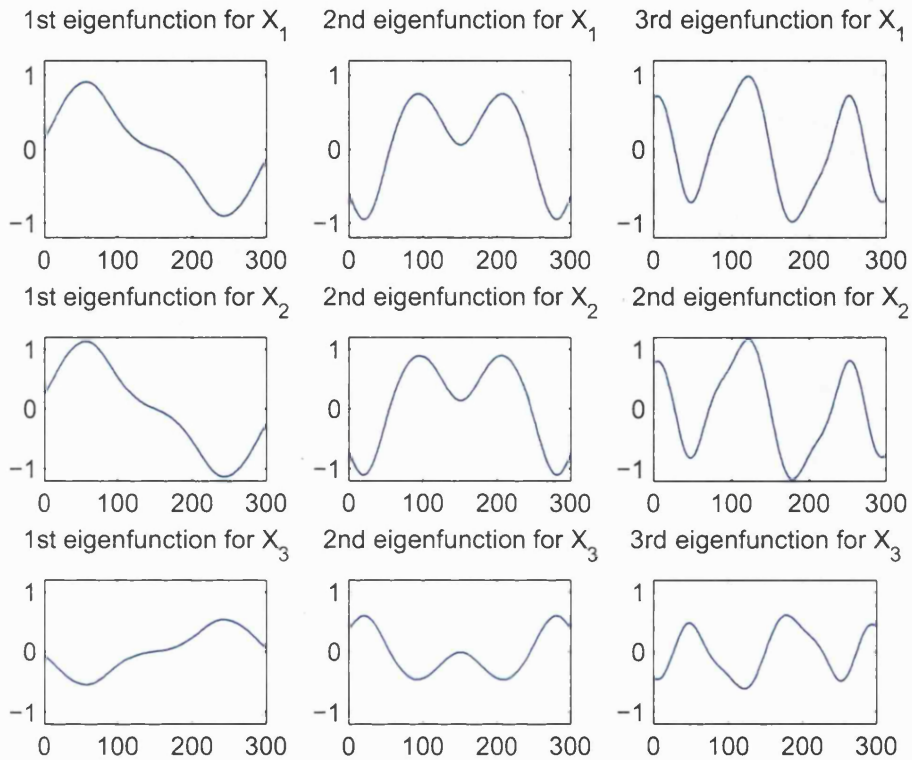 1st eigenfunction for X1 2nd eigenfunction for X1 3rd eigenfunction for X1
1 1 1
0 0 0
−1 −1 −1
0 100 200 300 0 100 200 300 0 100 200 300
1st eigenfunction for X2 2nd eigenfunction for X2 2nd eigenfunction for X2
1 1 1
0 0 0
−1 −1 −1
0 100 200 300 0 100 200 300 0 100 200 300
1st eigenfunction for X3 2nd eigenfunction for X3 3rd eigenfunction for X3
1 1 1
0 0 0
−1 −1 −1
0 100 200 300 0 100 200 300 0 100 200 300